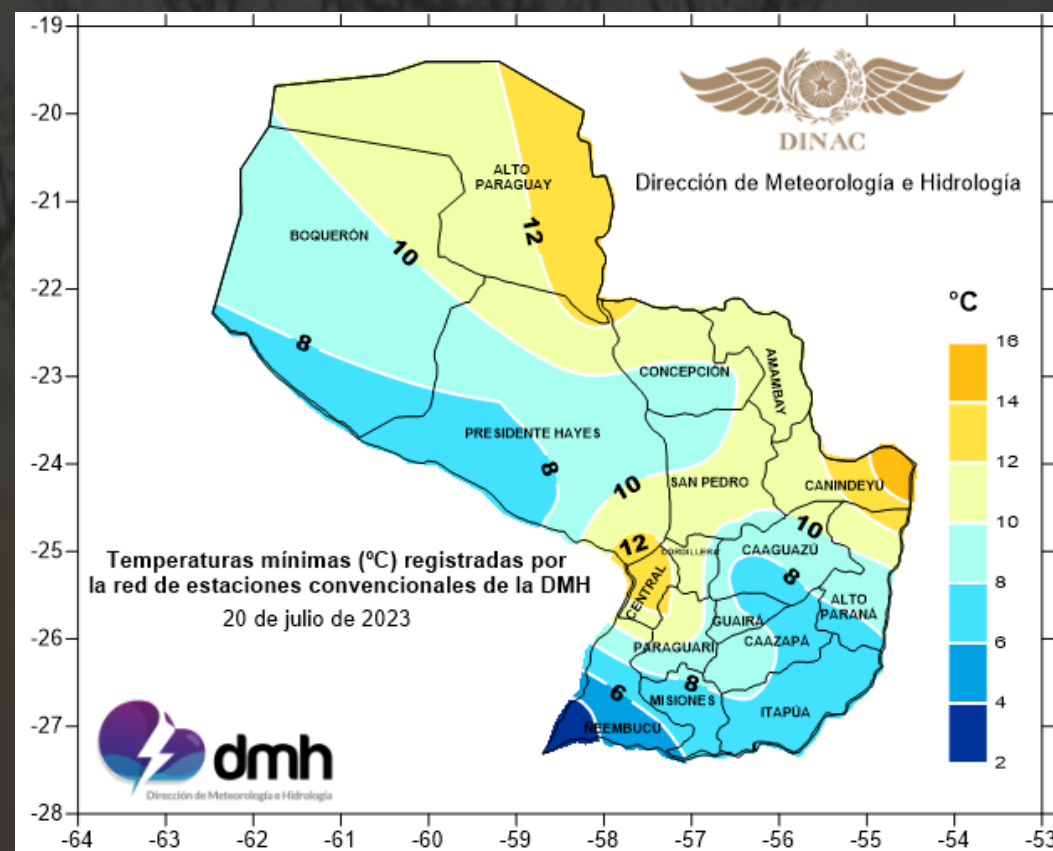 DINAC
Dirección de Meteorología e Hidrología
-19
-20
-21
-22
-23
-24
-25
-26
-27
-28
ALTO
PARAGUAY
BOQUERÓN
12
10
8
CONCEPCIÓN
AMAMBAY
PRESIDENTE HAYES
8
10
SAN PEDRO
CANINDEYÚ
10
12
CORDILLERA
CAAGUAZÚ
8
CENTRAL
ALTO
PARANÁ
GUAIRÁ
CAAZAPÁ
PARAGUARÍ
8
6
MISIONES
ITAPÚA
ÑEEMBUCÚ
°C
16
14
12
10
8
6
4
2
Temperaturas mínimas (ºC) registradas por
la red de estaciones convencionales de la DMH
20 de julio de 2023
dmh
Dirección de Meteorología e Hidrología
-64 -63 -62 -61 -60 -59 -58 -57 -56 -55 -54 -53